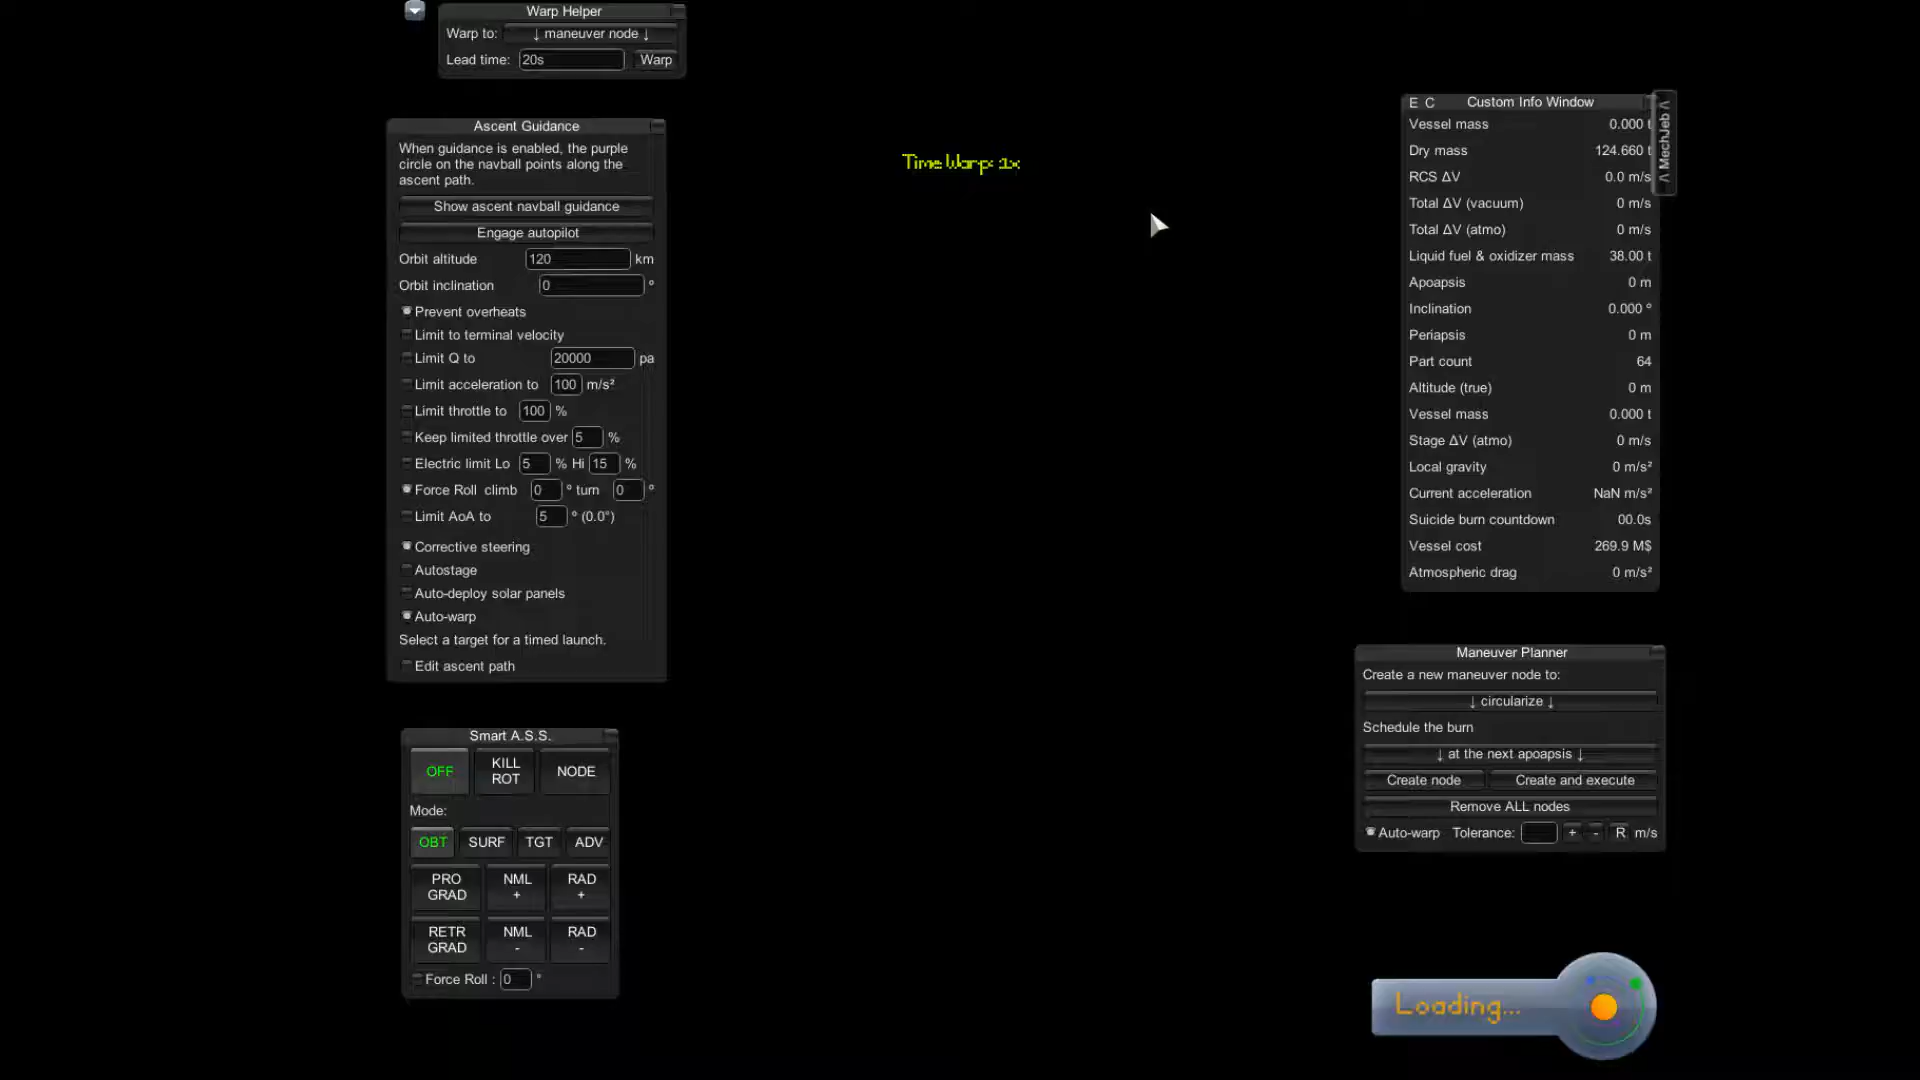 Warp Helper
Warp to: ↓ maneuver node ↓
Lead time: 20s Warp
Ascent Guidance
When guidance is enabled, the purple
circle on the navball points along the
ascent path.
Show ascent navball guidance
Engage autopilot
Orbit altitude 120 km
Orbit inclination 0 º
Prevent overheats
Limit to terminal velocity
Limit Q to 20000 pa
Limit acceleration to 100 m/s²
Limit throttle to 100 %
Keep limited throttle over 5 %
Electric limit Lo 5 % Hi 15 %
Force Roll climb 0 º turn 0 º
Limit AoA to 5 º (0.0°)
Corrective steering
Autostage
Auto-deploy solar panels
Auto-warp
Select a target for a timed launch.
Edit ascent path
Smart A.S.S.
OFF KILL ROT NODE
Mode:
OBT SURF TGT ADV
PRO GRAD NML + RAD +
RETR GRAD NML - RAD -
Force Roll : 0 °
Time Warp: 1x
E C Custom Info Window
/\ MechJeb /\
Vessel mass 0.000 t
Dry mass 124.660 t
RCS ΔV 0.0 m/s
Total ΔV (vacuum) 0 m/s
Total ΔV (atmo) 0 m/s
Liquid fuel & oxidizer mass 38.00 t
Apoapsis 0 m
Inclination 0.000 º
Periapsis 0 m
Part count 64
Altitude (true) 0 m
Vessel mass 0.000 t
Stage ΔV (atmo) 0 m/s
Local gravity 0 m/s²
Current acceleration NaN m/s²
Suicide burn countdown 00.0s
Vessel cost 269.9 M$
Atmospheric drag 0 m/s²
Maneuver Planner
Create a new maneuver node to:
↓ circularize ↓
Schedule the burn
↓ at the next apoapsis ↓
Create node Create and execute
Remove ALL nodes
Auto-warp Tolerance: + - R m/s
Loading...